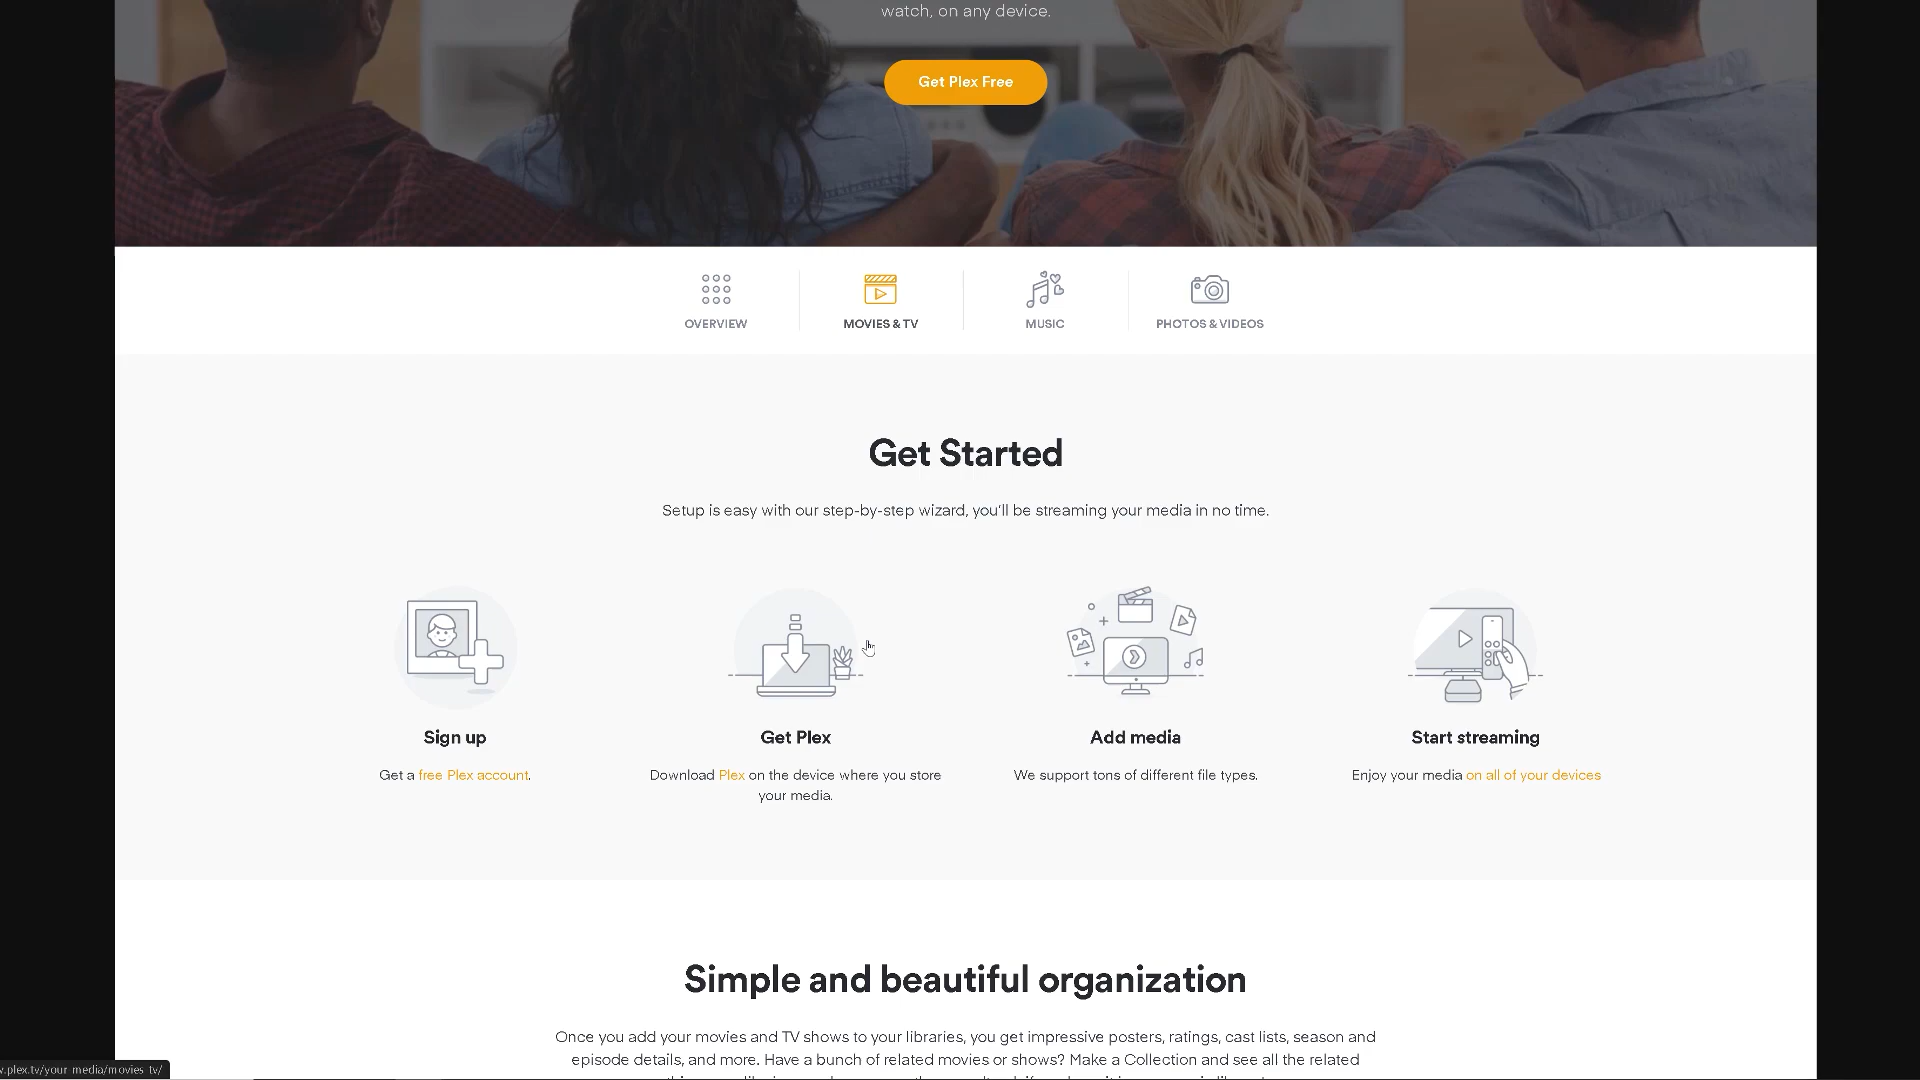 watch, on any device.
Get Plex Free
OVERVIEW
MOVIES & TV
MUSIC
PHOTOS & VIDEOS
Get Started
Setup is easy with our step-by-step wizard, you'll be streaming your media in no time.
Sign up
Get a free Plex account.
Get Plex
Download Plex on the device where you store
your media.
Add media
We support tons of different file types.
Start streaming
Enjoy your media on all of your devices
Simple and beautiful organization
Once you add your movies and TV shows to your libraries, you get impressive posters, ratings, cast lists, season and
episode details, and more. Have a bunch of related movies or shows? Make a Collection and see all the related
.plex.tv/your_media/movies_tv/